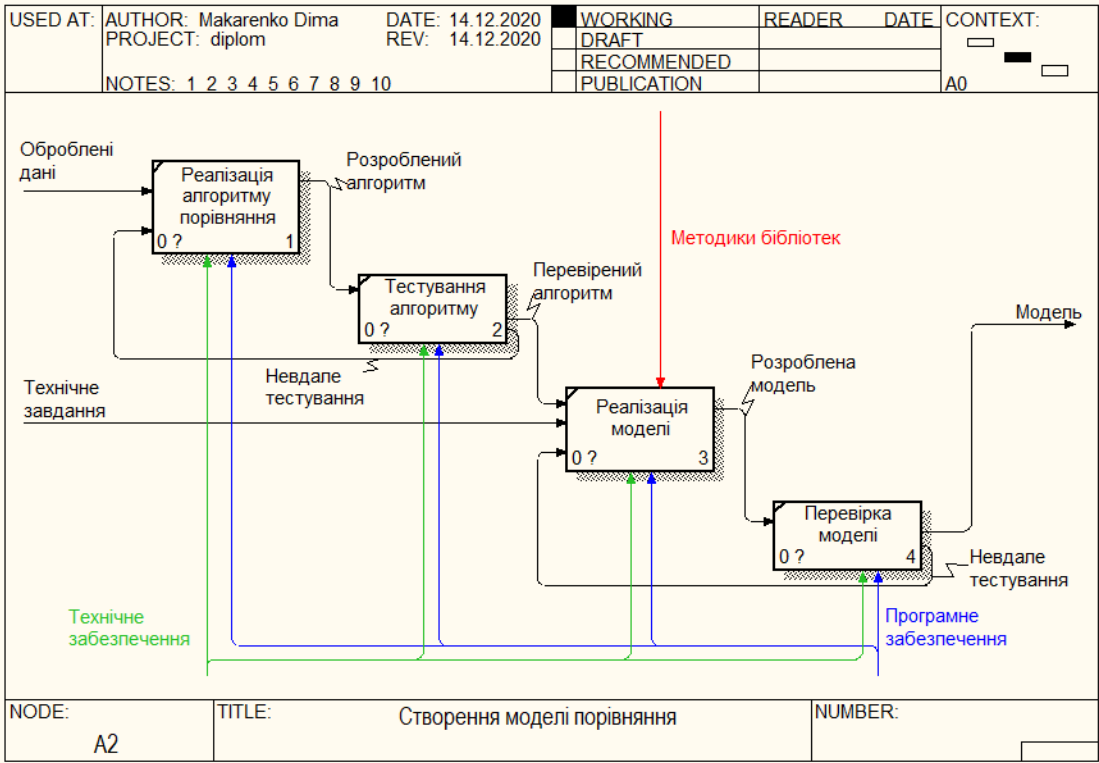 USED AT:
AUTHOR: Makarenko Dima
DATE: 14.12.2020
PROJECT: diplom
REV: 14.12.2020
NOTES: 1 2 3 4 5 6 7 8 9 10
WORKING
DRAFT
RECOMMENDED
PUBLICATION
READER
DATE
CONTEXT:
A0
Оброблені
дані
Реалізація
алгоритму
порівняння
0 ?
1
Розроблений
алгоритм
Методики бібліотек
Тестування
алгоритму
0 ?
2
Перевірений
алгоритм
Модель
Невдале
тестування
Технічне
завдання
Реалізація
моделі
0 ?
3
Розроблена
модель
Перевірка
моделі
0 ?
4
Невдале
тестування
Технічне
забезпечення
Програмне
забезпечення
NODE:
A2
TITLE:
Створення моделі порівняння
NUMBER: